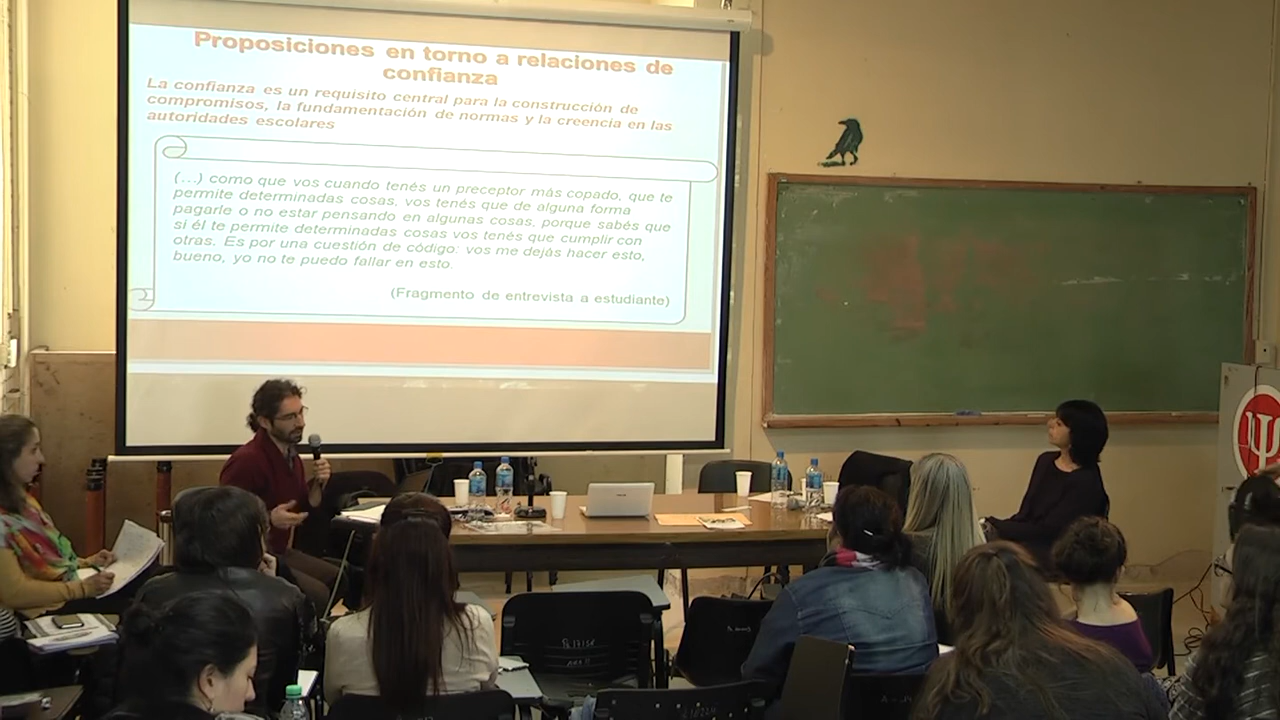 Proposiciones en torno a relaciones de
confianza
La confianza es un requisito central para la construcción de
compromisos, la fundamentación de normas y la creencia en las
autoridades escolares
(...) como que vos cuando tenés un preceptor más copado, que te
permite determinadas cosas, vos tenés que de alguna forma
pagarle o no estar pensando en algunas cosas, porque sabés que
si él te permite determinadas cosas vos tenés que cumplir con
otras. Es por una cuestión de código: vos me dejás hacer esto,
bueno, yo no te puedo fallar en esto.
(Fragmento de entrevista a estudiante)
Ψ